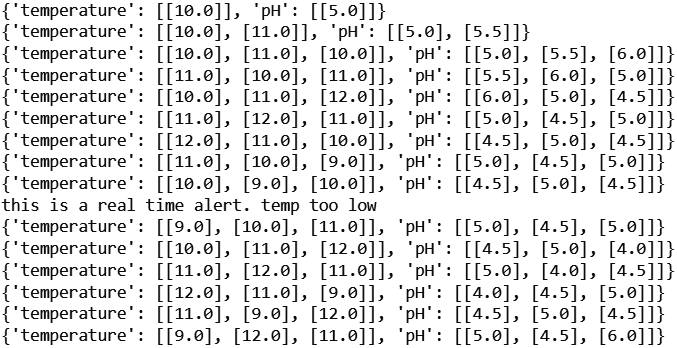 {'temperature': [[10.0]], 'pH': [[5.0]]}
{'temperature': [[10.0], [11.0]], 'pH': [[5.0], [5.5]]}
{'temperature': [[10.0], [11.0], [10.0]], 'pH': [[5.0], [5.5], [6.0]]}
{'temperature': [[11.0], [10.0], [11.0]], 'pH': [[5.5], [6.0], [5.0]]}
{'temperature': [[10.0], [11.0], [12.0]], 'pH': [[6.0], [5.0], [4.5]]}
{'temperature': [[11.0], [12.0], [11.0]], 'pH': [[5.0], [4.5], [5.0]]}
{'temperature': [[12.0], [11.0], [10.0]], 'pH': [[4.5], [5.0], [4.5]]}
{'temperature': [[11.0], [10.0], [9.0]], 'pH': [[5.0], [4.5], [5.0]]}
{'temperature': [[10.0], [9.0], [10.0]], 'pH': [[4.5], [5.0], [4.5]]}
this is a real time alert. temp too low
{'temperature': [[9.0], [10.0], [11.0]], 'pH': [[5.0], [4.5], [5.0]]}
{'temperature': [[10.0], [11.0], [12.0]], 'pH': [[4.5], [5.0], [4.0]]}
{'temperature': [[11.0], [12.0], [11.0]], 'pH': [[5.0], [4.0], [4.5]]}
{'temperature': [[12.0], [11.0], [9.0]], 'pH': [[4.0], [4.5], [5.0]]}
{'temperature': [[11.0], [9.0], [12.0]], 'pH': [[4.5], [5.0], [4.5]]}
{'temperature': [[9.0], [12.0], [11.0]], 'pH': [[5.0], [4.5], [6.0]]}